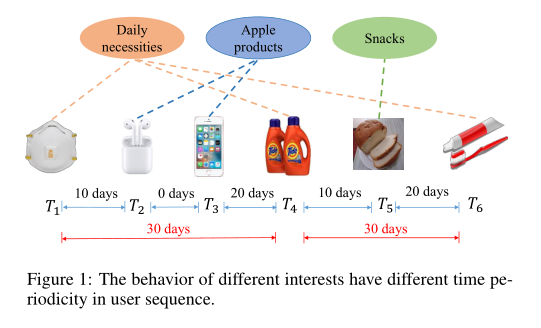 Daily
necessities
Apple
products
Snacks
Tide
Tide
10 days
0 days
20 days
10 days
20 days
T1
T2
T3
T4
T5
T6
30 days
30 days
Figure 1: The behavior of different interests have different time pe-
riodicity in user sequence.